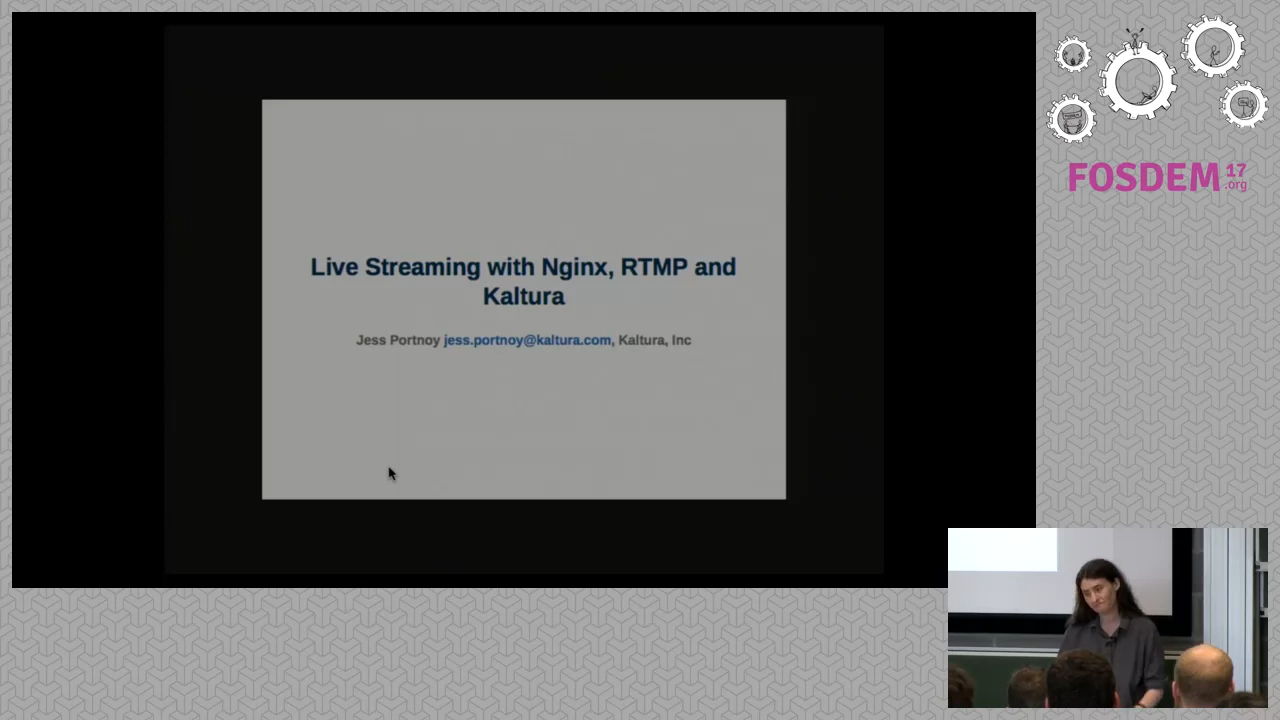 Live Streaming with Nginx, RTMP and
Kaltura
Jess Portnoy jess.portnoy@kaltura.com, Kaltura, Inc
FOSDEM 17
.org